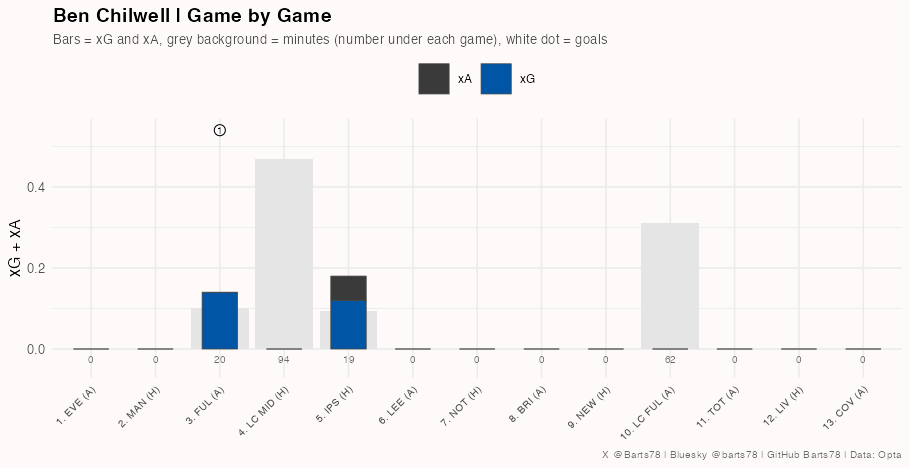 Ben Chilwell | Game by Game
Bars = xG and xA, grey background = minutes (number under each game), white dot = goals
xA xG
1
xG + xA
0.4
0.2
0.0
0 0 20 94 19 0 0 0 0 62 0 0 0
1. EVE (A)
2. MAN (H)
3. FUL (A)
4. LC MID (H)
5. IPS (H)
6. LEE (A)
7. NOT (H)
8. BRI (A)
9. NEW (H)
10. LC FUL (A)
11. TOT (A)
12. LIV (H)
13. COV (A)
X @Barts78 | Bluesky @barts78 | GitHub Barts78 | Data: Opta